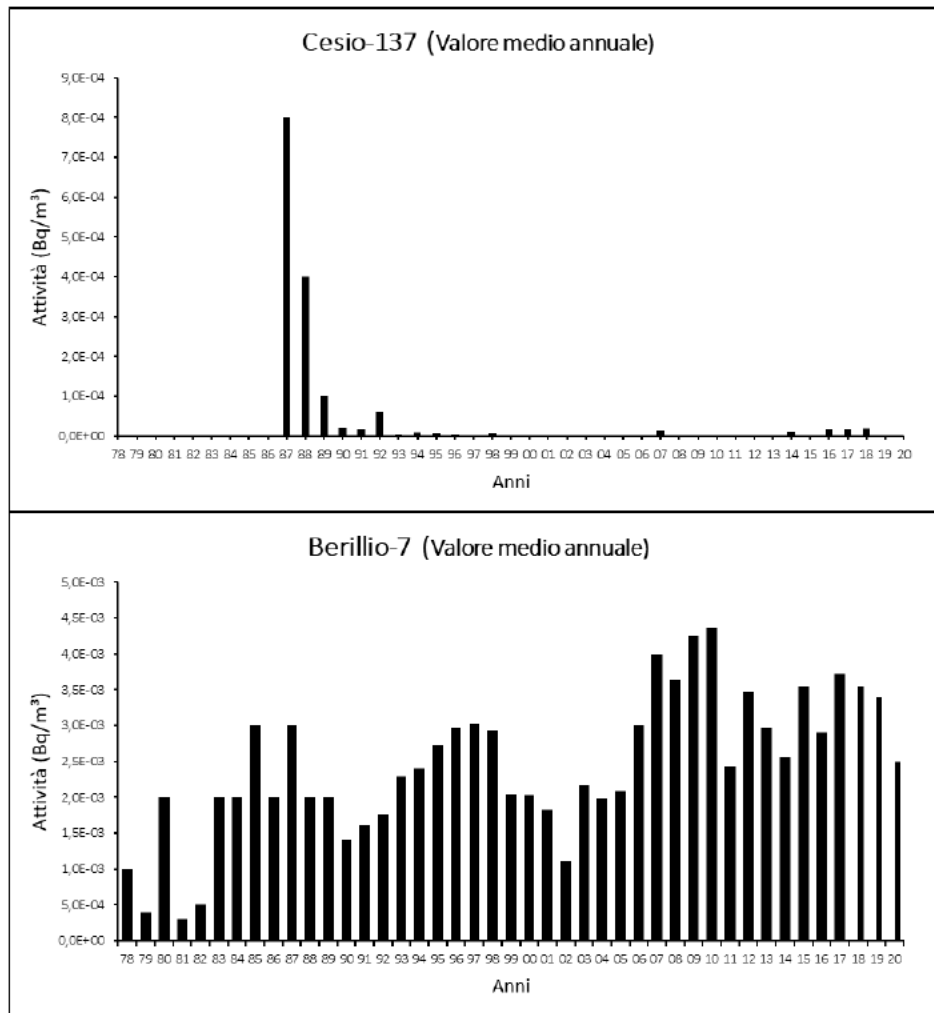 Cesio-137 (Valore medio annuale)
9,0E-04
8,0E-04
7,0E-04
6,0E-04
5,0E-04
4,0E-04
3,0E-04
2,0E-04
1,0E-04
0,0E+00
Attività (Bq/m³)
78 79 80 81 82 83 84 85 86 87 88 89 90 91 92 93 94 95 96 97 98 99 00 01 02 03 04 05 06 07 08 09 10 11 12 13 14 16 17 18 19 20
Anni
Berillio-7 (Valore medio annuale)
5,0E-03
4,5E-03
4,0E-03
3,5E-03
3,0E-03
2,5E-03
2,0E-03
1,5E-03
1,0E-03
5,0E-04
0,0E+00
Attività (Bq/m³)
78 79 80 81 82 83 84 85 86 87 88 89 90 91 92 93 94 95 96 97 98 99 00 01 02 03 04 05 06 07 08 09 10 11 12 13 14 15 16 17 18 19 20
Anni